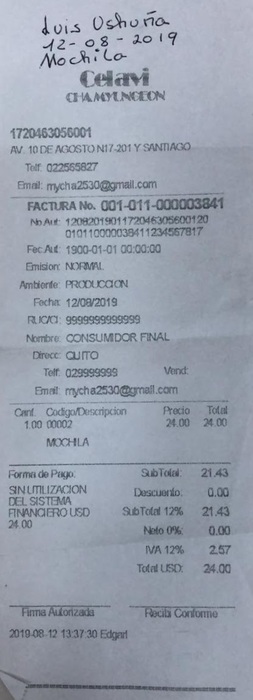 Luis Ushuña
12-08-2019
Mochila
Celavi
CHAMYUNGEON
1720463056001
AV. 10 DE AGOSTO N17-201 Y SANTIAGO
Telf: 022565827
Email: mycha2530@gmail.com
FACTURA No. 001-011-000003841
No.Aut: 1208201901172046305600120
010110000038411234567817
Fec.Aut: 1900-01-01 00:00:00
Emision: NORMAL
Ambiente: PRODUCCION
Fecha: 12/08/2019
RUC/CI: 9999999999999
Nombre: CONSUMIDOR FINAL
Direcc: QUITO
Telf: 029999999 Vend:
Email: mycha2530@gmail.com
Cant. Codigo/Descripcion Precio Total
1.00 00002 24.00 24.00
MOCHILA
Forma de Pago: SubTotal: 21.43
SIN UTILIZACION Descuento: 0.00
DEL SISTEMA
FINANCIERO USD SubTotal 12% 21.43
24.00 Neto 0% 0.00
IVA 12% 2.57
Total USD: 24.00
Firma Autorizada Recibi Conforme
2019-08-12 13:37:30 Edgart